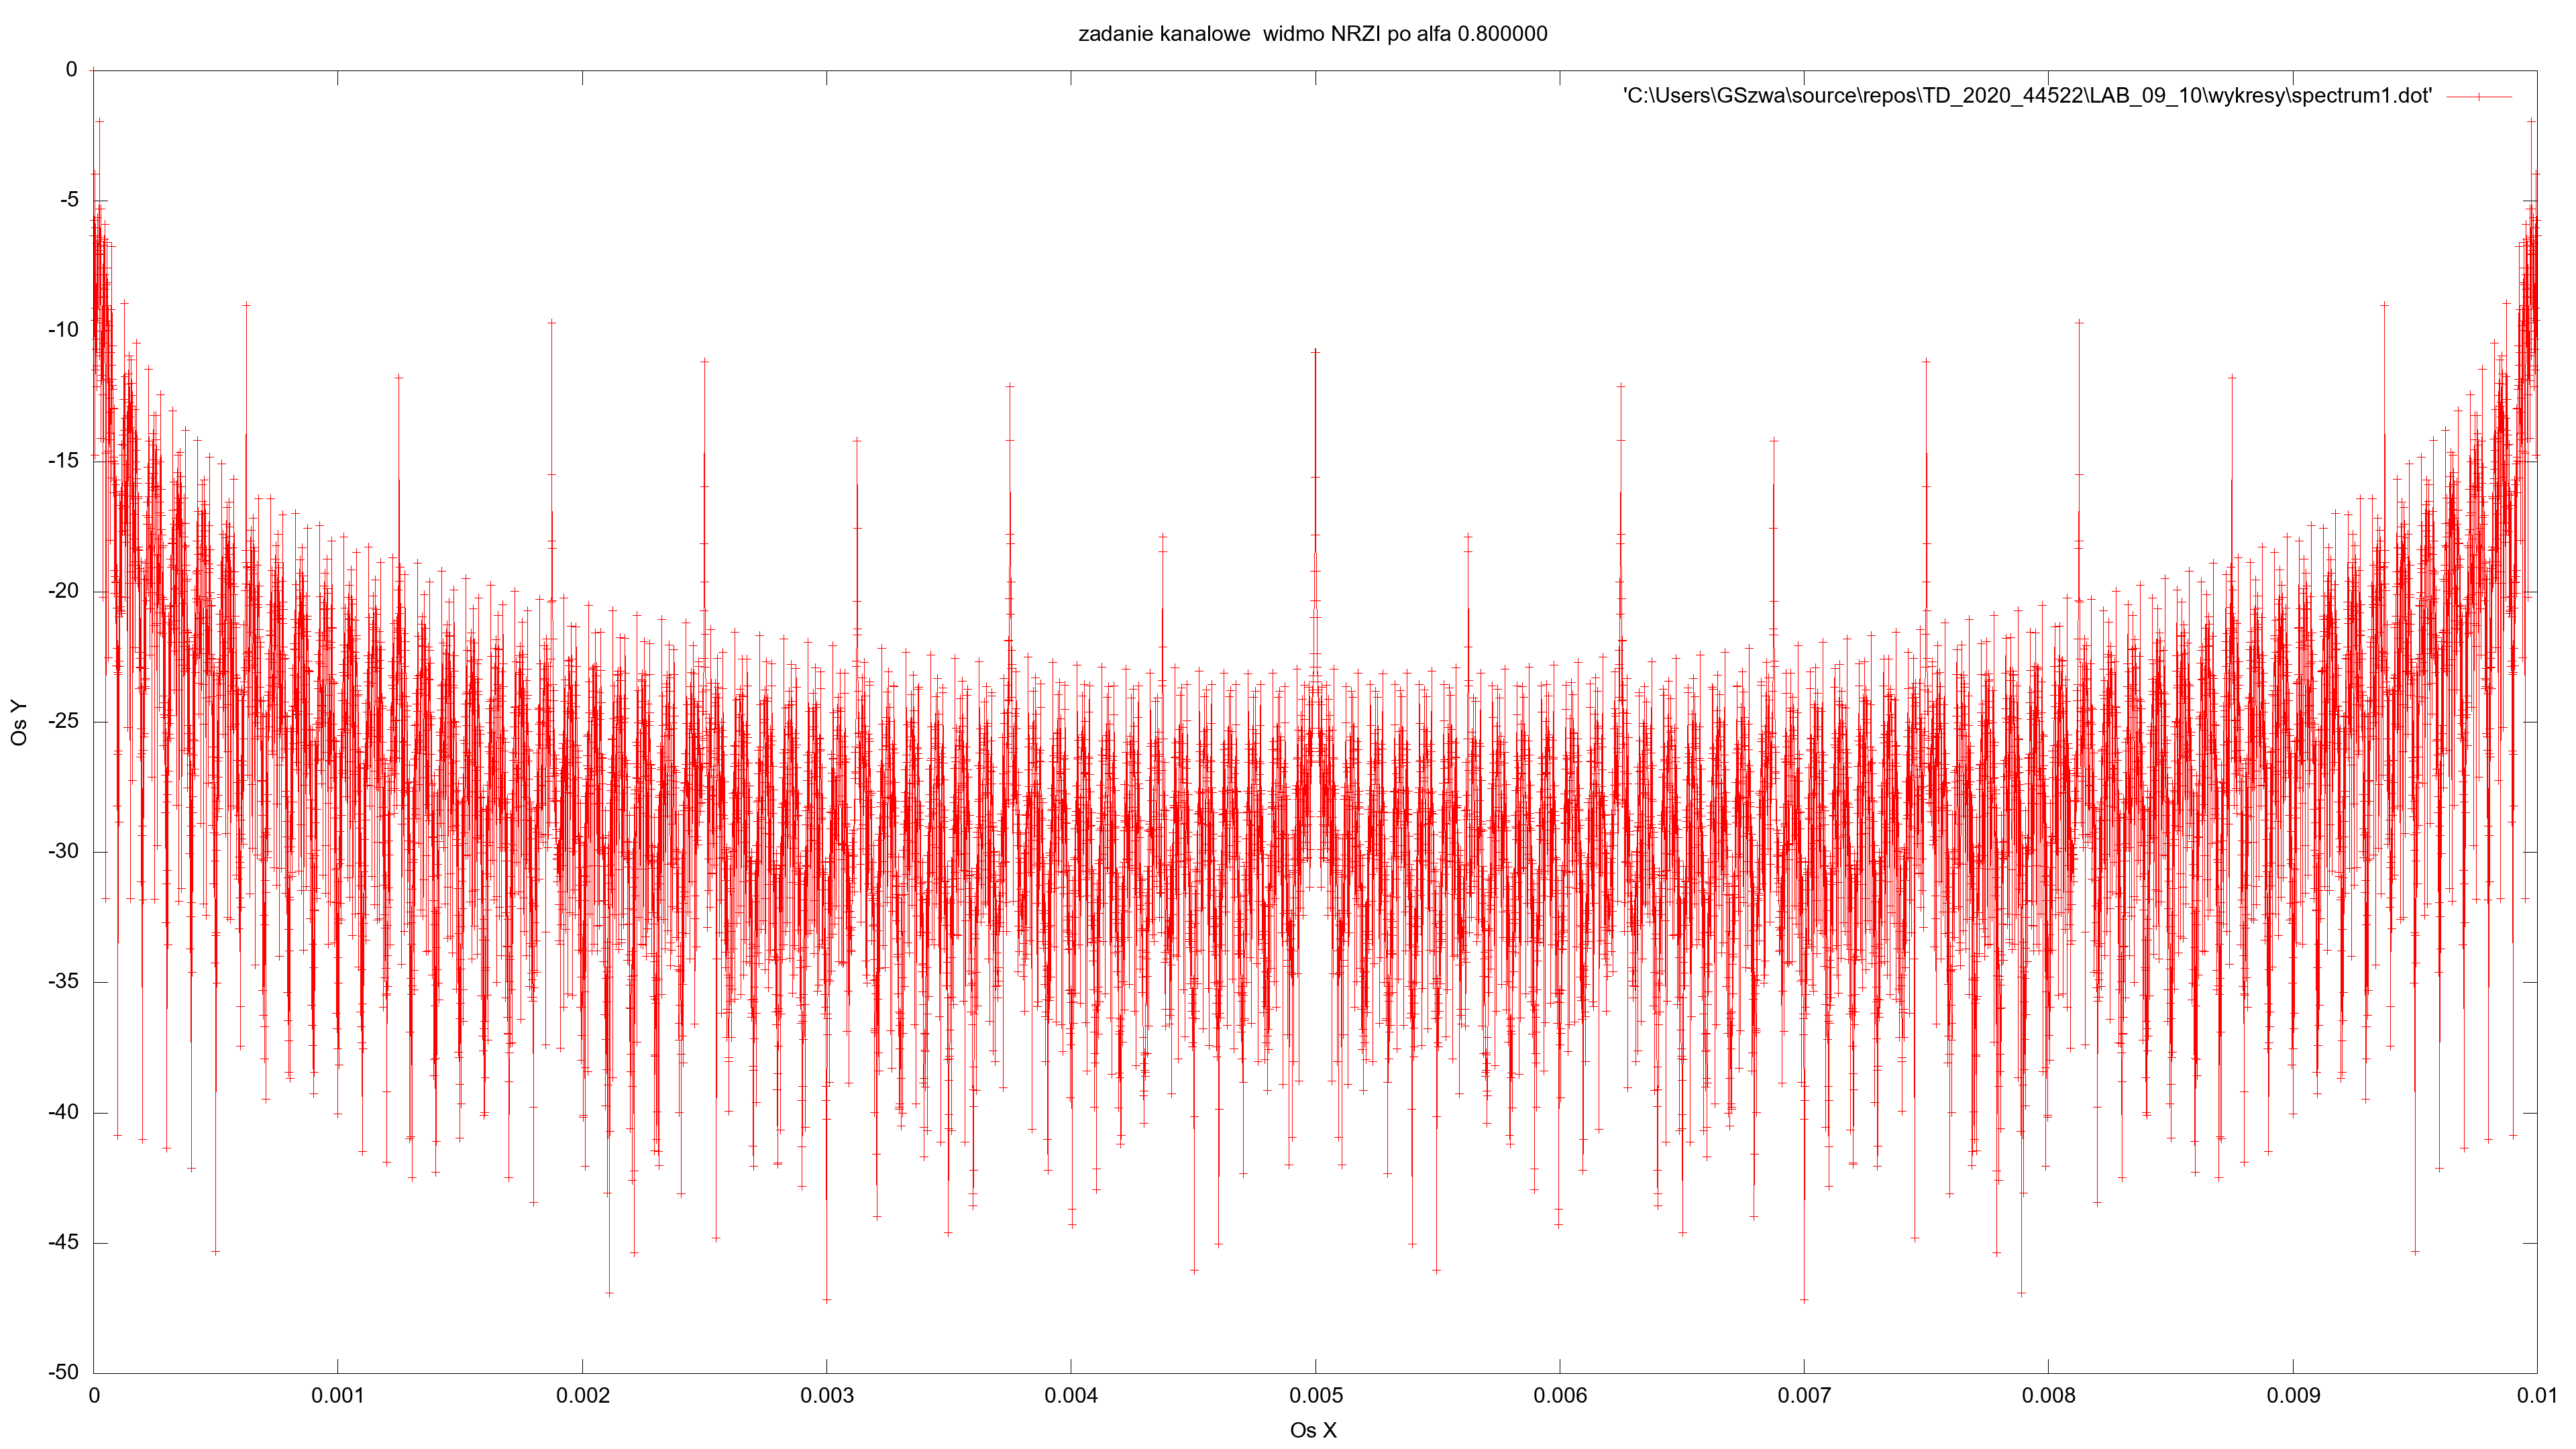 zadanie kanalowe  widmo NRZI po alfa 0.800000
'C:\Users\GSzwa\source\repos\TD_2020_44522\LAB_09_10\wykresy\spectrum1.dot'
0
-5
-10
-15
-20
-25
-30
-35
-40
-45
-50
Os Y
0 0.001 0.002 0.003 0.004 0.005 0.006 0.007 0.008 0.009 0.01
Os X